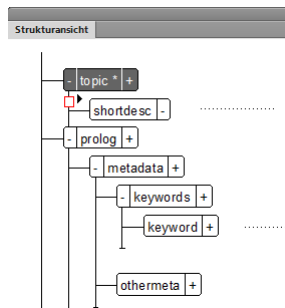 Strukturansicht
- topic * +
shortdesc -
- prolog +
- metadata +
- keywords +
keyword +
othermeta +